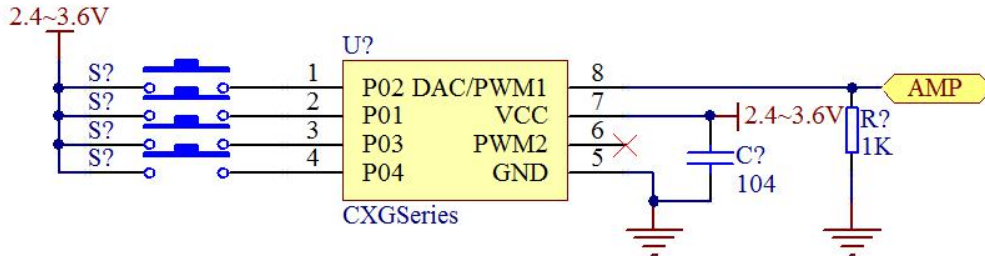 2.4~3.6V
U?
S? 1 P02 DAC/PWM1 8 AMP
S? 2 P01 VCC 7 2.4~3.6V R?
S? 3 P03 PWM2 6 C? 1K
S? 4 P04 GND 5 104
CXGSeries